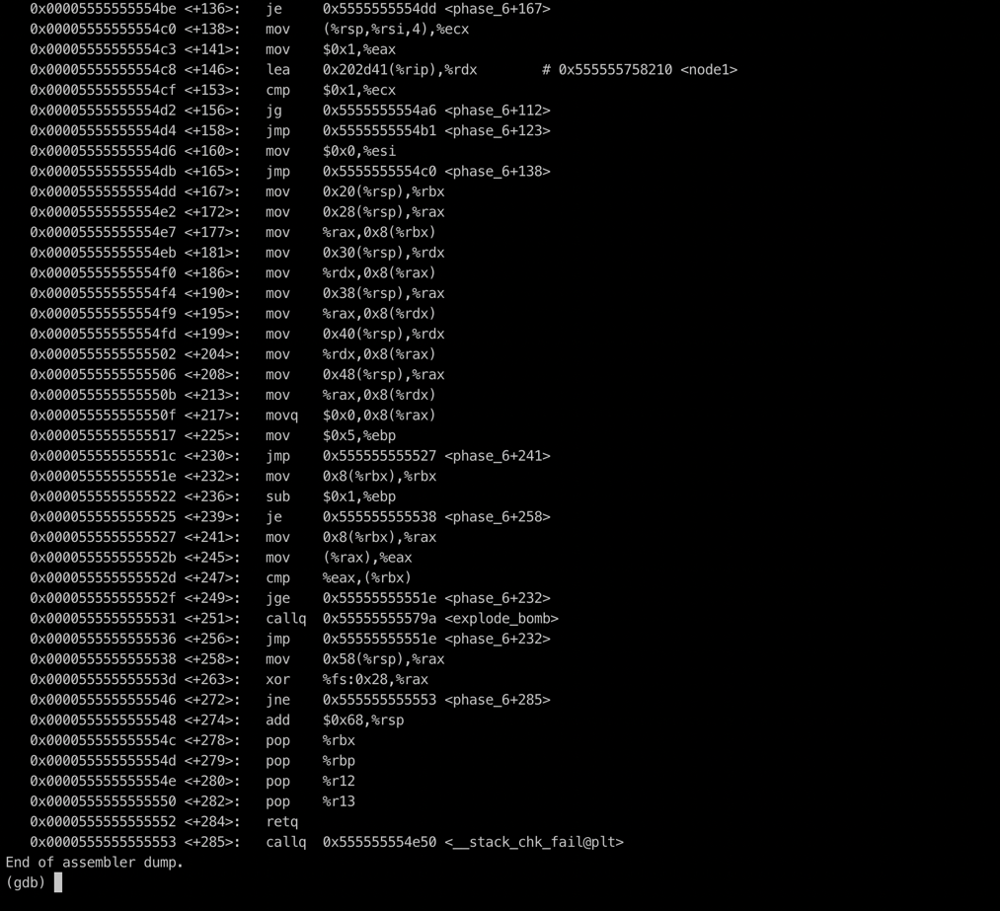 0x00005555555554be <+136>: je 0x5555555554dd <phase_6+167>
0x00005555555554c0 <+138>: mov (%rsp,%rsi,4),%ecx
0x00005555555554c3 <+141>: mov $0x1,%eax
0x00005555555554c8 <+146>: lea 0x202d41(%rip),%rdx # 0x555555758210 <node1>
0x00005555555554cf <+153>: cmp $0x1,%ecx
0x00005555555554d2 <+156>: jg 0x5555555554a6 <phase_6+112>
0x00005555555554d4 <+158>: jmp 0x5555555554b1 <phase_6+123>
0x00005555555554d6 <+160>: mov $0x0,%esi
0x00005555555554db <+165>: jmp 0x5555555554c0 <phase_6+138>
0x00005555555554dd <+167>: mov 0x20(%rsp),%rbx
0x00005555555554e2 <+172>: mov 0x28(%rsp),%rax
0x00005555555554e7 <+177>: mov %rax,0x8(%rbx)
0x00005555555554eb <+181>: mov 0x30(%rsp),%rdx
0x00005555555554f0 <+186>: mov %rdx,0x8(%rax)
0x00005555555554f4 <+190>: mov 0x38(%rsp),%rax
0x00005555555554f9 <+195>: mov %rax,0x8(%rdx)
0x00005555555554fd <+199>: mov 0x40(%rsp),%rdx
0x0000555555555502 <+204>: mov %rdx,0x8(%rax)
0x0000555555555506 <+208>: mov 0x48(%rsp),%rax
0x000055555555550b <+213>: mov %rax,0x8(%rdx)
0x000055555555550f <+217>: movq $0x0,0x8(%rax)
0x0000555555555517 <+225>: mov $0x5,%ebp
0x000055555555551c <+230>: jmp 0x555555555527 <phase_6+241>
0x000055555555551e <+232>: mov 0x8(%rbx),%rbx
0x0000555555555522 <+236>: sub $0x1,%ebp
0x0000555555555525 <+239>: je 0x555555555538 <phase_6+258>
0x0000555555555527 <+241>: mov 0x8(%rbx),%rax
0x000055555555552b <+245>: mov (%rax),%eax
0x000055555555552d <+247>: cmp %eax,(%rbx)
0x000055555555552f <+249>: jge 0x55555555551e <phase_6+232>
0x0000555555555531 <+251>: callq 0x55555555579a <explode_bomb>
0x0000555555555536 <+256>: jmp 0x55555555551e <phase_6+232>
0x0000555555555538 <+258>: mov 0x58(%rsp),%rax
0x000055555555553d <+263>: xor %fs:0x28,%rax
0x0000555555555546 <+272>: jne 0x555555555553 <phase_6+285>
0x0000555555555548 <+274>: add $0x68,%rsp
0x000055555555554c <+278>: pop %rbx
0x000055555555554d <+279>: pop %rbp
0x000055555555554e <+280>: pop %r12
0x0000555555555550 <+282>: pop %r13
0x0000555555555552 <+284>: retq
0x0000555555555553 <+285>: callq 0x555555554e50 <__stack_chk_fail@plt>
End of assembler dump.
(gdb)